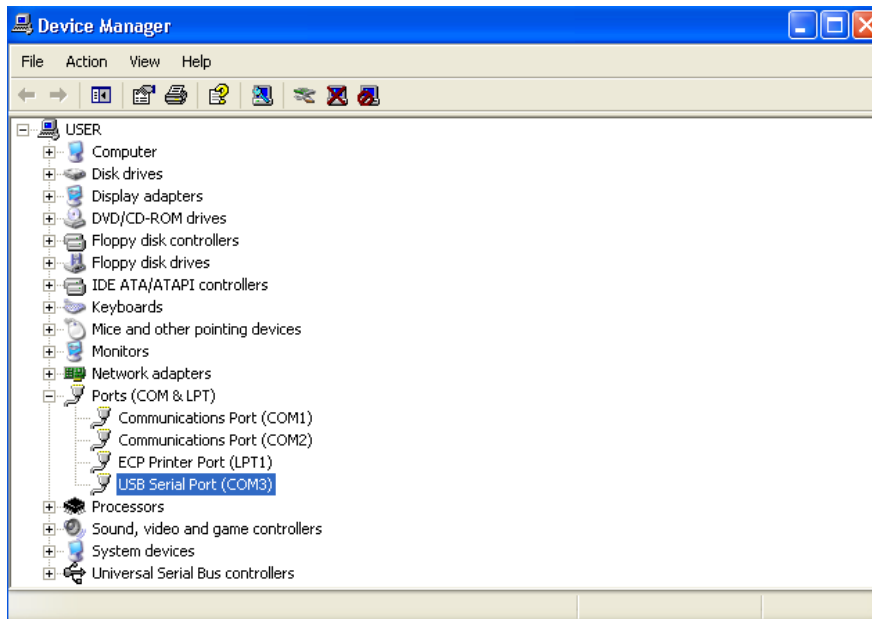 Device Manager
File Action View Help
USER
Computer
Disk drives
Display adapters
DVD/CD-ROM drives
Floppy disk controllers
Floppy disk drives
IDE ATA/ATAPI controllers
Keyboards
Mice and other pointing devices
Monitors
Network adapters
Ports (COM & LPT)
Communications Port (COM1)
Communications Port (COM2)
ECP Printer Port (LPT1)
USB Serial Port (COM3)
Processors
Sound, video and game controllers
System devices
Universal Serial Bus controllers